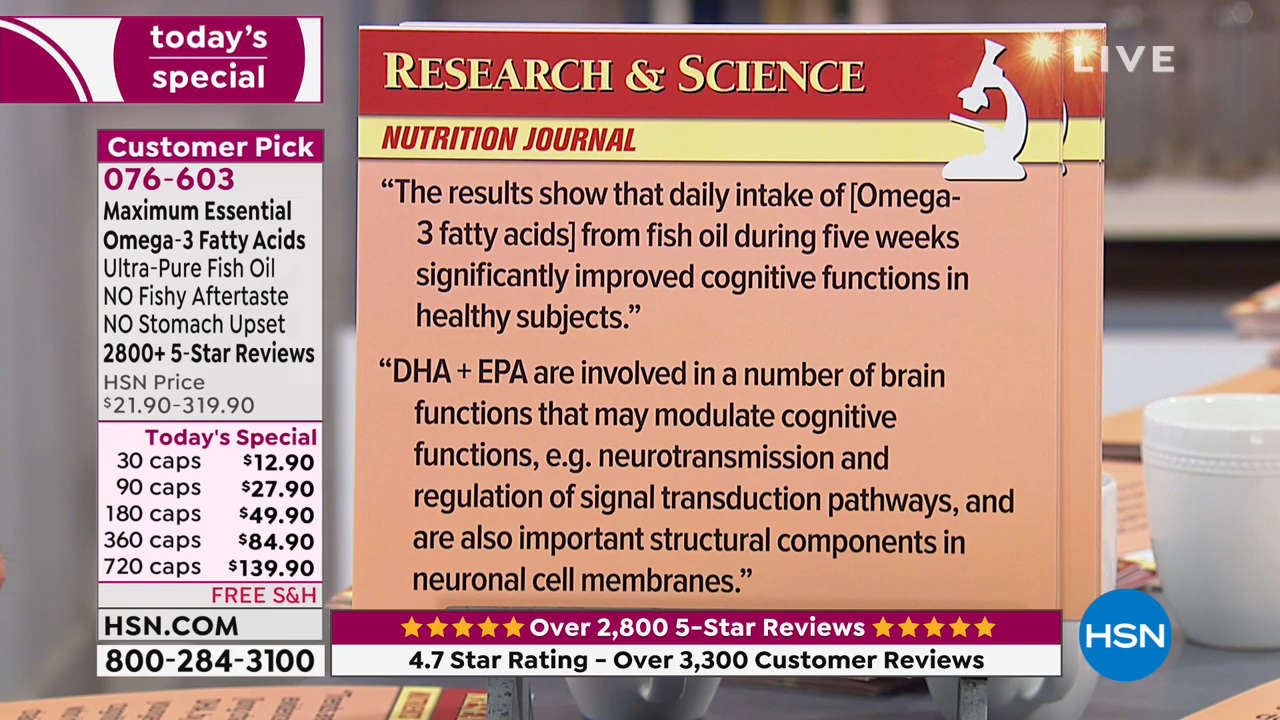 today's
special
Customer Pick
076-603
Maximum Essential
Omega-3 Fatty Acids
Ultra-Pure Fish Oil
NO Fishy Aftertaste
NO Stomach Upset
2800+ 5-Star Reviews
HSN Price
$21.90-319.90
Today's Special
30 caps $12.90
90 caps $27.90
180 caps $49.90
360 caps $84.90
720 caps $139.90
FREE S&H
HSN.COM
800-284-3100
RESEARCH & SCIENCE
LIVE
NUTRITION JOURNAL
“The results show that daily intake of [Omega-
3 fatty acids] from fish oil during five weeks
significantly improved cognitive functions in
healthy subjects.”
“DHA + EPA are involved in a number of brain
functions that may modulate cognitive
functions, e.g. neurotransmission and
regulation of signal transduction pathways, and
are also important structural components in
neuronal cell membranes.”
Over 2,800 5-Star Reviews
4.7 Star Rating – Over 3,300 Customer Reviews
HSN